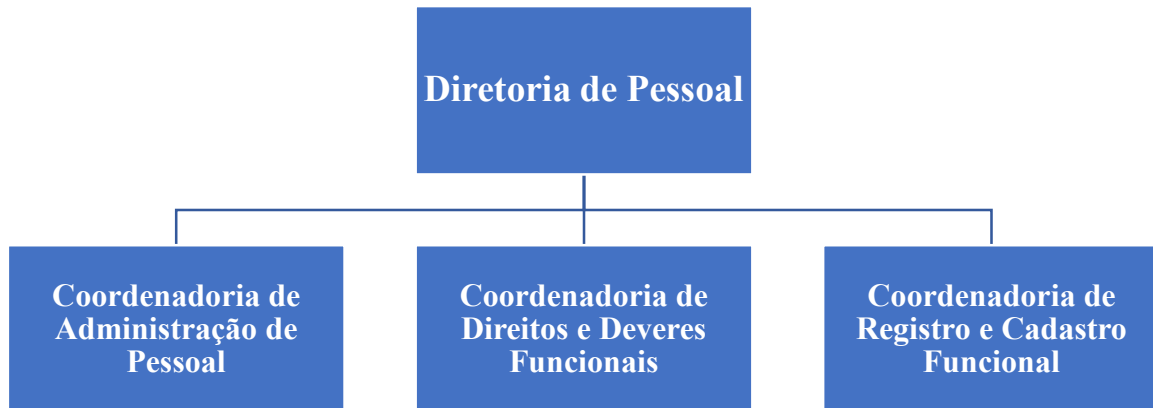 Diretoria de Pessoal
Coordenadoria de
Administração de
Pessoal
Coordenadoria de
Direitos e Deveres
Funcionais
Coordenadoria de
Registro e Cadastro
Funcional